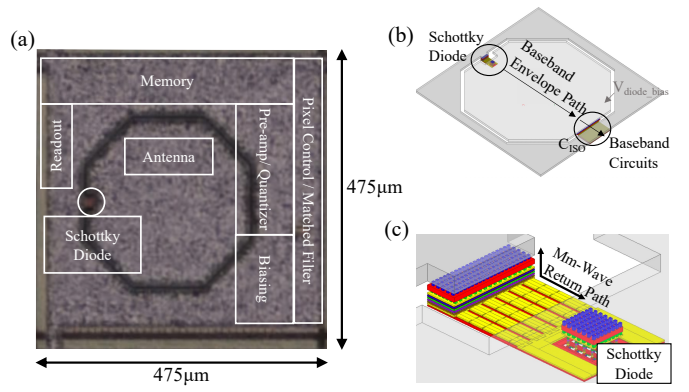 (a)
Memory
Readout
Antenna
Pre-amp/ Quantizer
Pixel Control / Matched Filter
Schottky
Diode
Biasing
475μm
475μm
(b)
Schottky
Diode
Baseband
Envelope Path
Vdiode_bias
CISO
Baseband
Circuits
(c)
Mm-Wave
Return Path
Schottky
Diode